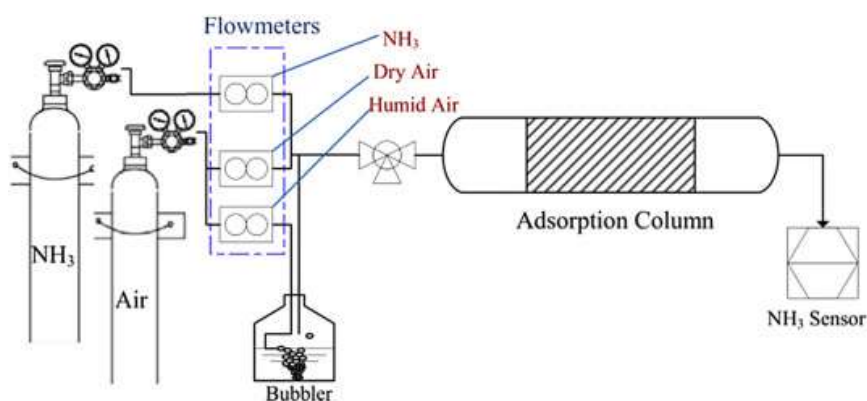 Flowmeters
NH₃
Dry Air
Humid Air
NH₃
Air
Adsorption Column
NH₃ Sensor
Bubbler